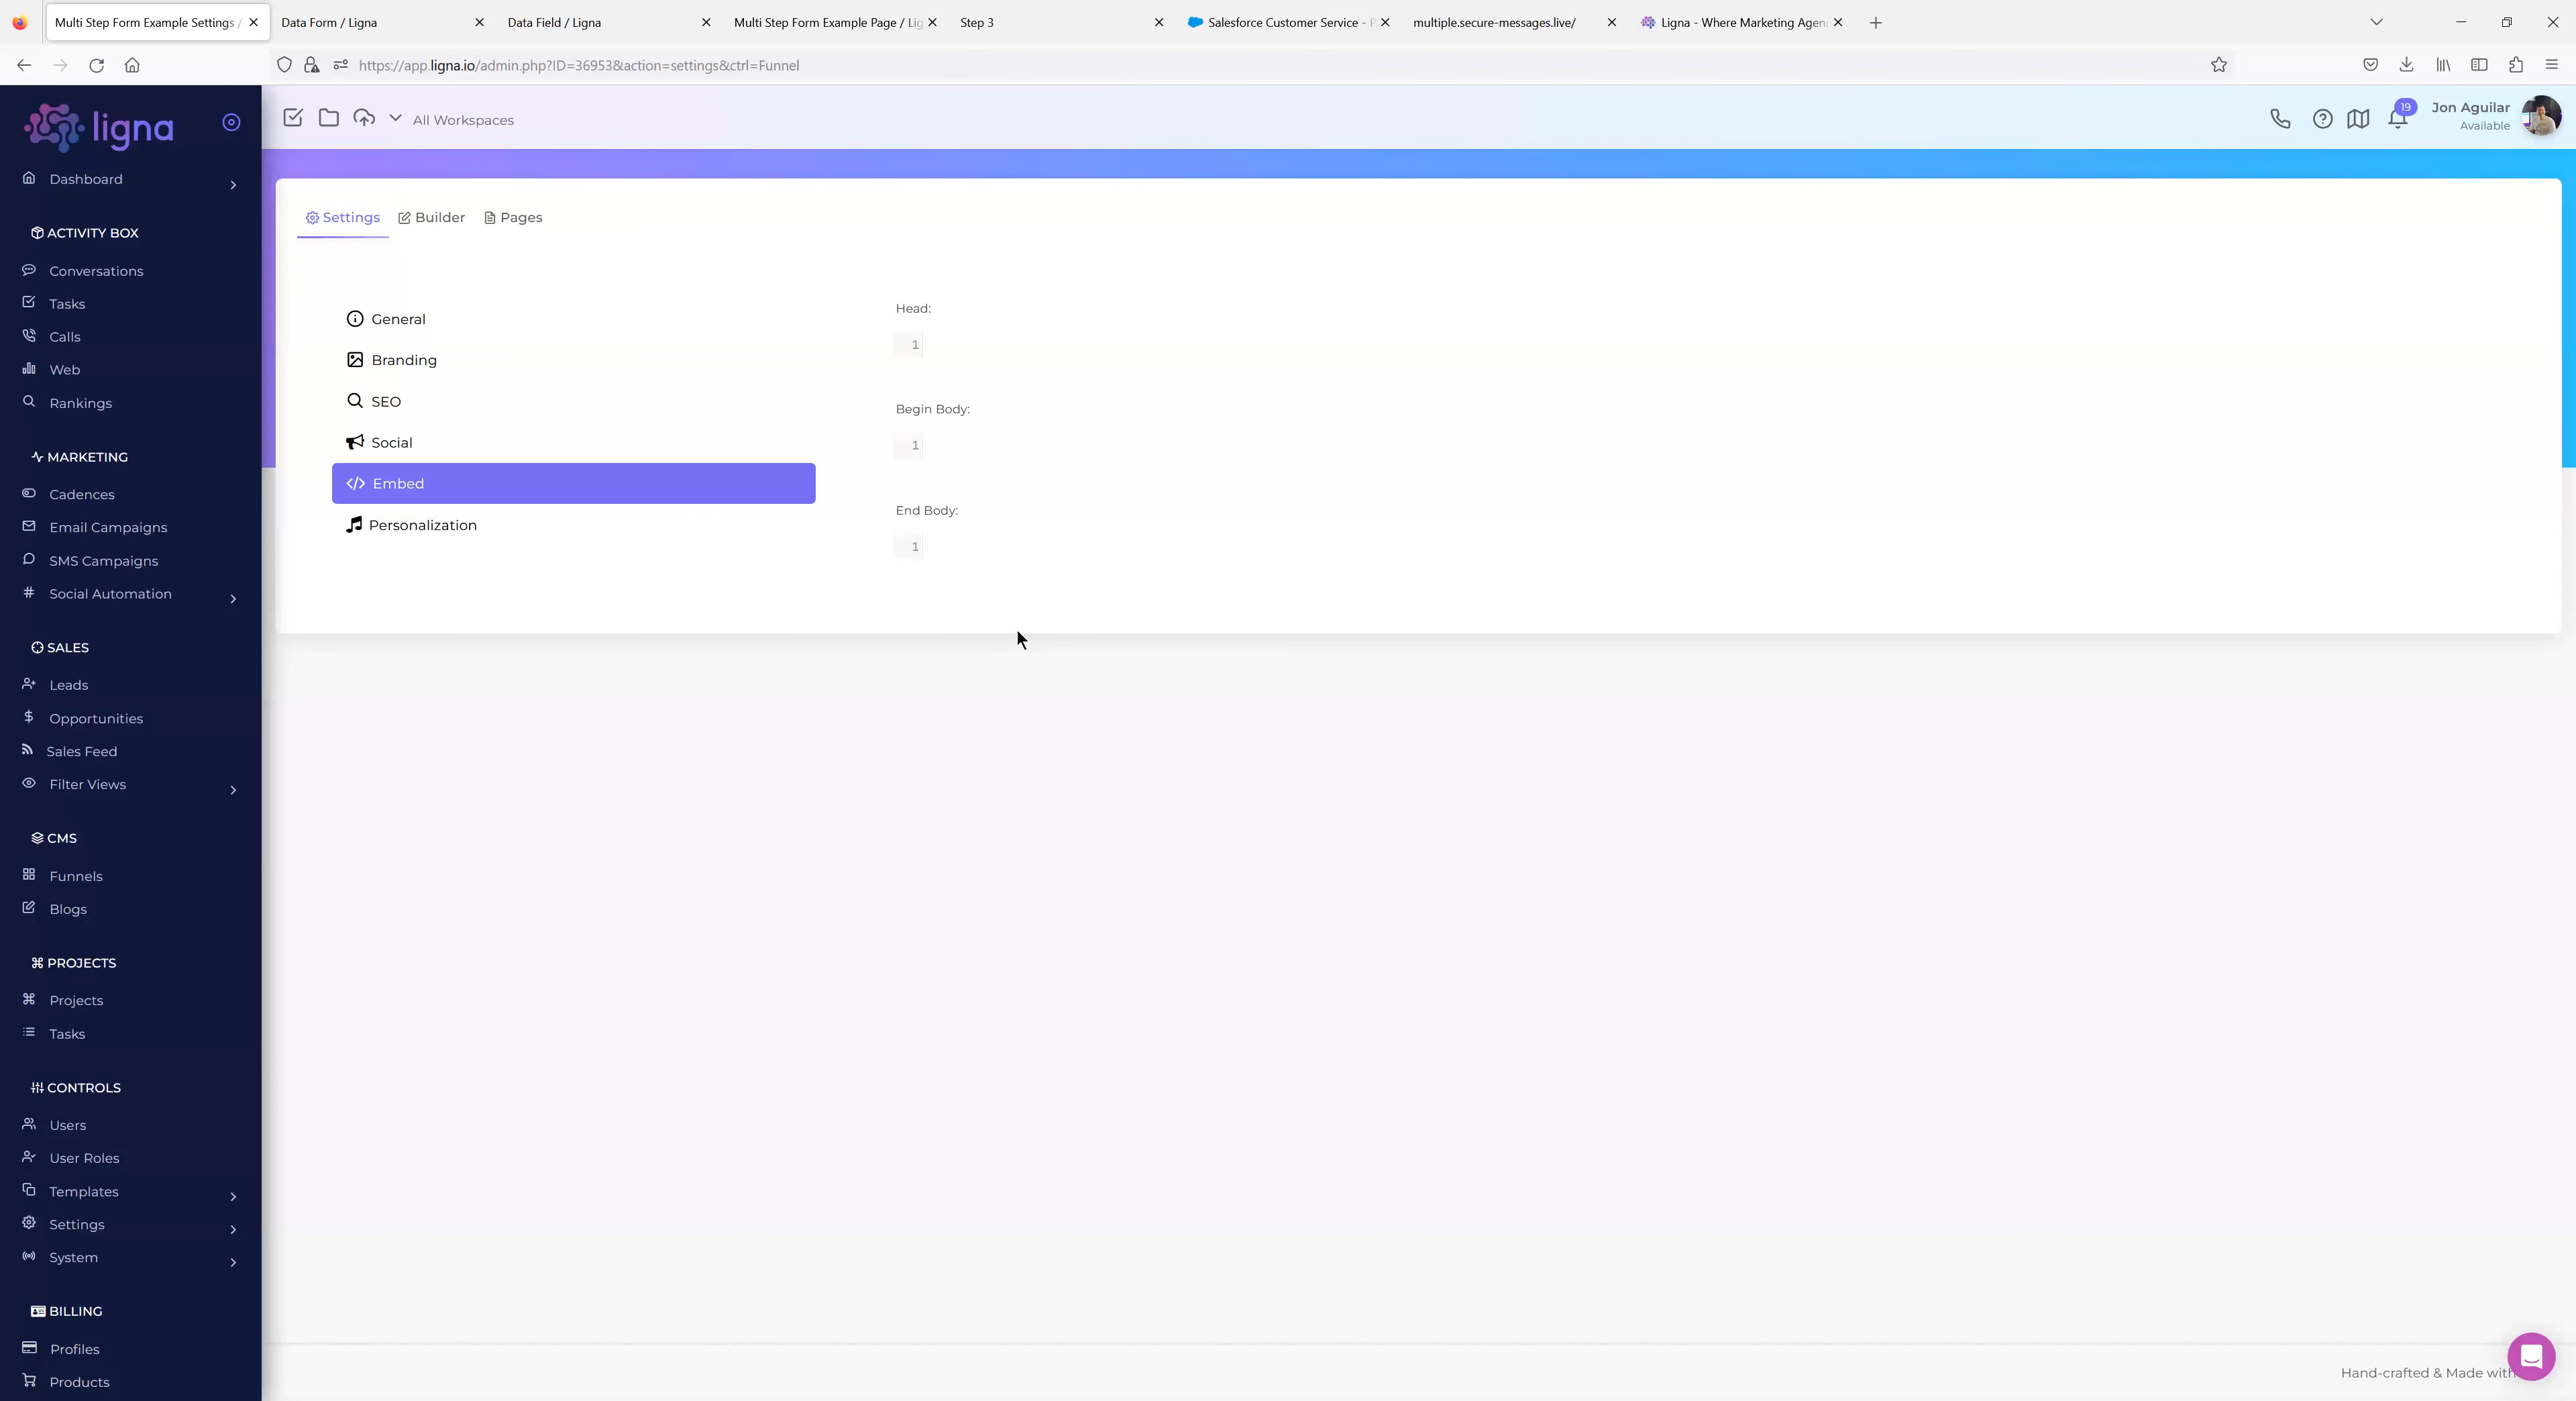 Multi Step Form Example Settings /
Data Form / Ligna
Data Field / Ligna
Multi Step Form Example Page / Lig
Step 3
Salesforce Customer Service - P
multiple.secure-messages.live/
Ligna - Where Marketing Agen
https://app.ligna.io/admin.php?ID=36953&action=settings&ctrl=Funnel
ligna
All Workspaces
19
Jon Aguilar
Available
Dashboard
ACTIVITY BOX
Conversations
Tasks
Calls
Web
Rankings
MARKETING
Cadences
Email Campaigns
SMS Campaigns
Social Automation
SALES
Leads
Opportunities
Sales Feed
Filter Views
CMS
Funnels
Blogs
PROJECTS
Projects
Tasks
CONTROLS
Users
User Roles
Templates
Settings
System
BILLING
Profiles
Products
Settings
Builder
Pages
General
Branding
SEO
Social
Embed
Personalization
Head:
1
Begin Body:
1
End Body:
1
Hand-crafted & Made with